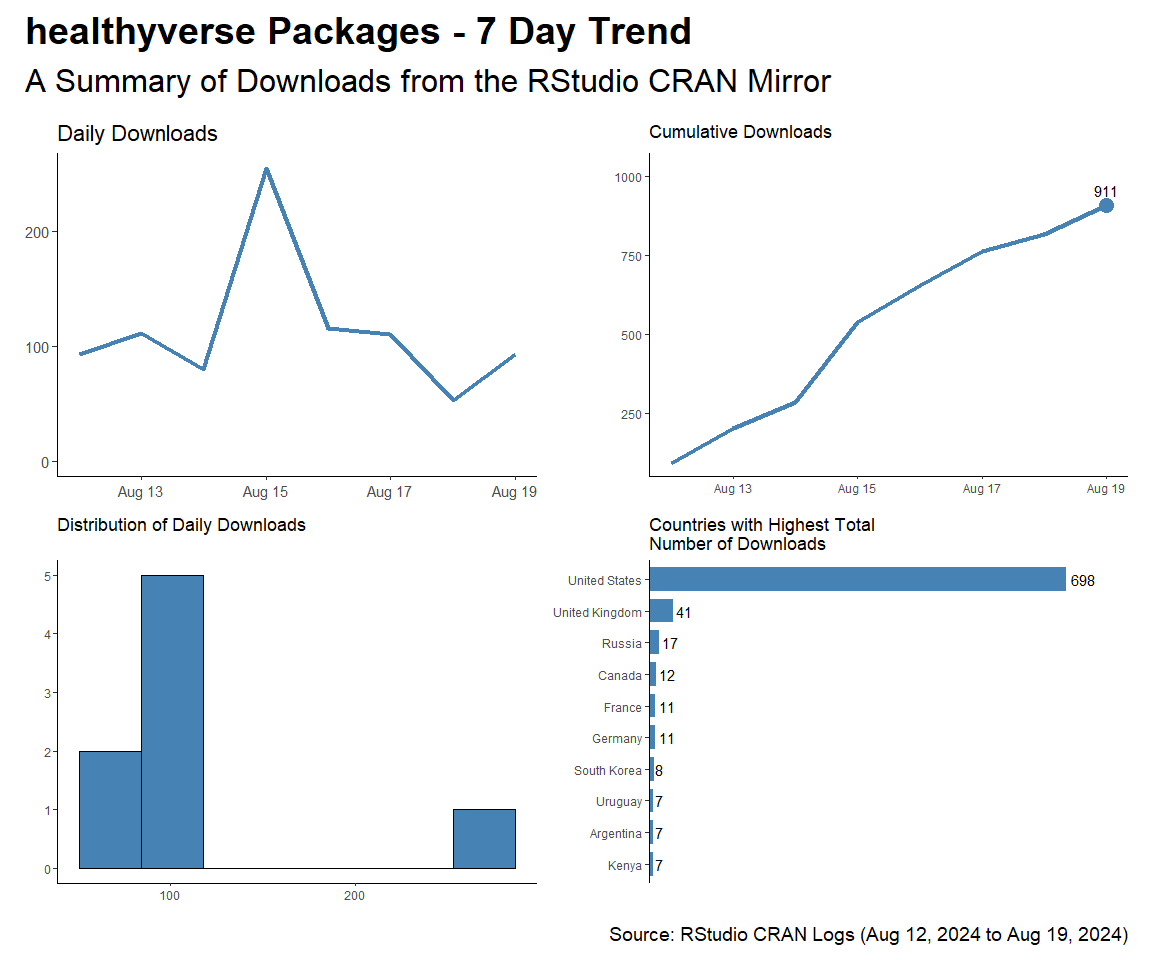 healthyverse Packages - 7 Day Trend
A Summary of Downloads from the RStudio CRAN Mirror
Daily Downloads
200
100
0
Aug 13 Aug 15 Aug 17 Aug 19
Cumulative Downloads
1000
750
500
250
911
Aug 13 Aug 15 Aug 17 Aug 19
Distribution of Daily Downloads
5
4
3
2
1
0
100 200
Countries with Highest Total
Number of Downloads
United States 698
United Kingdom 41
Russia 17
Canada 12
France 11
Germany 11
South Korea 8
Uruguay 7
Argentina 7
Kenya 7
Source: RStudio CRAN Logs (Aug 12, 2024 to Aug 19, 2024)